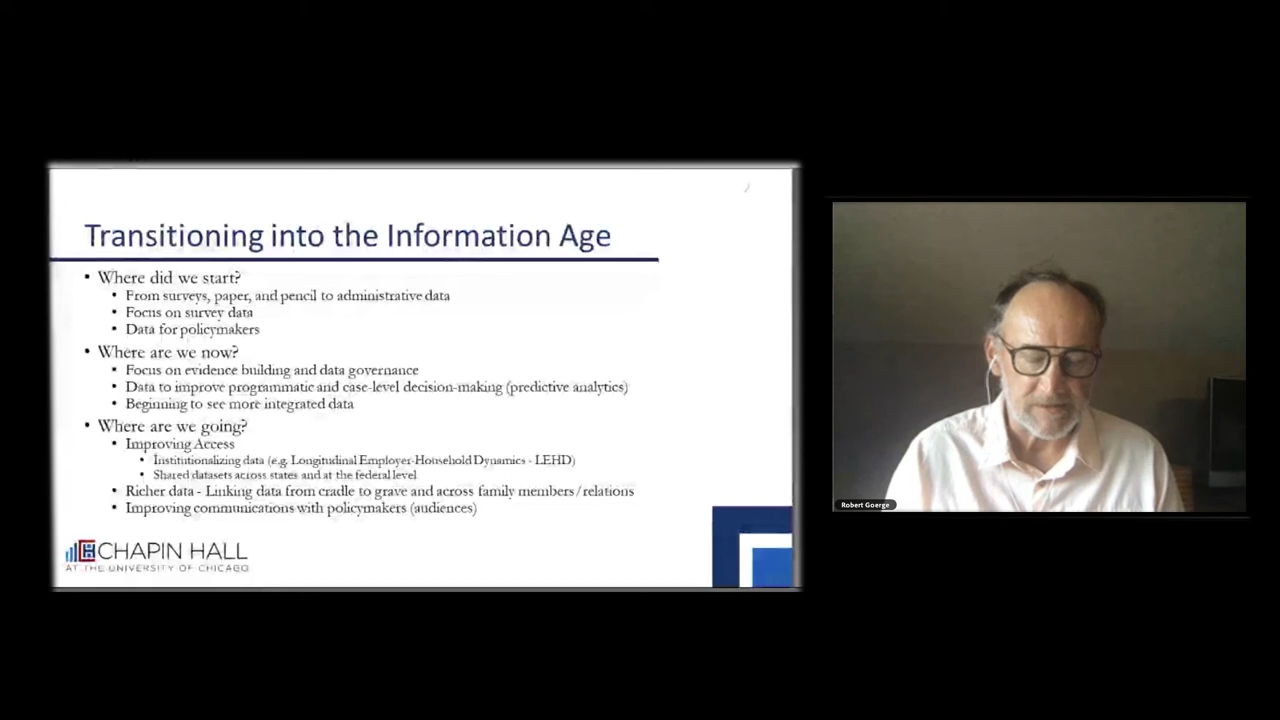 Transitioning into the Information Age
• Where did we start?
• From surveys, paper, and pencil to administrative data
• Focus on survey data
• Data for policymakers
• Where are we now?
• Focus on evidence building and data governance
• Data to improve programmatic and case-level decision-making (predictive analytics)
• Beginning to see more integrated data
• Where are we going?
• Improving Access
• Institutionalizing data (e.g. Longitudinal Employer-Household Dynamics - LEHD)
• Shared datasets across states and at the federal level
• Richer data - Linking data from cradle to grave and across family members/relations
• Improving communications with policymakers (audiences)
CHAPIN HALL
AT THE UNIVERSITY OF CHICAGO
Robert Goerge